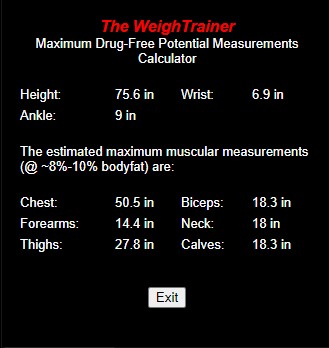 The WeighTrainer
Maximum Drug-Free Potential Measurements
Calculator
Height: 75.6 in Wrist: 6.9 in
Ankle: 9 in
The estimated maximum muscular measurements
(@ ~8%-10% bodyfat) are:
Chest: 50.5 in Biceps: 18.3 in
Forearms: 14.4 in Neck: 18 in
Thighs: 27.8 in Calves: 18.3 in
Exit